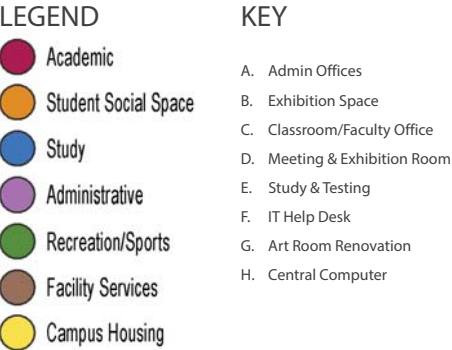 LEGEND
Academic
Student Social Space
Study
Administrative
Recreation/Sports
Facility Services
Campus Housing
KEY
A. Admin Offices
B. Exhibition Space
C. Classroom/Faculty Office
D. Meeting & Exhibition Room
E. Study & Testing
F. IT Help Desk
G. Art Room Renovation
H. Central Computer